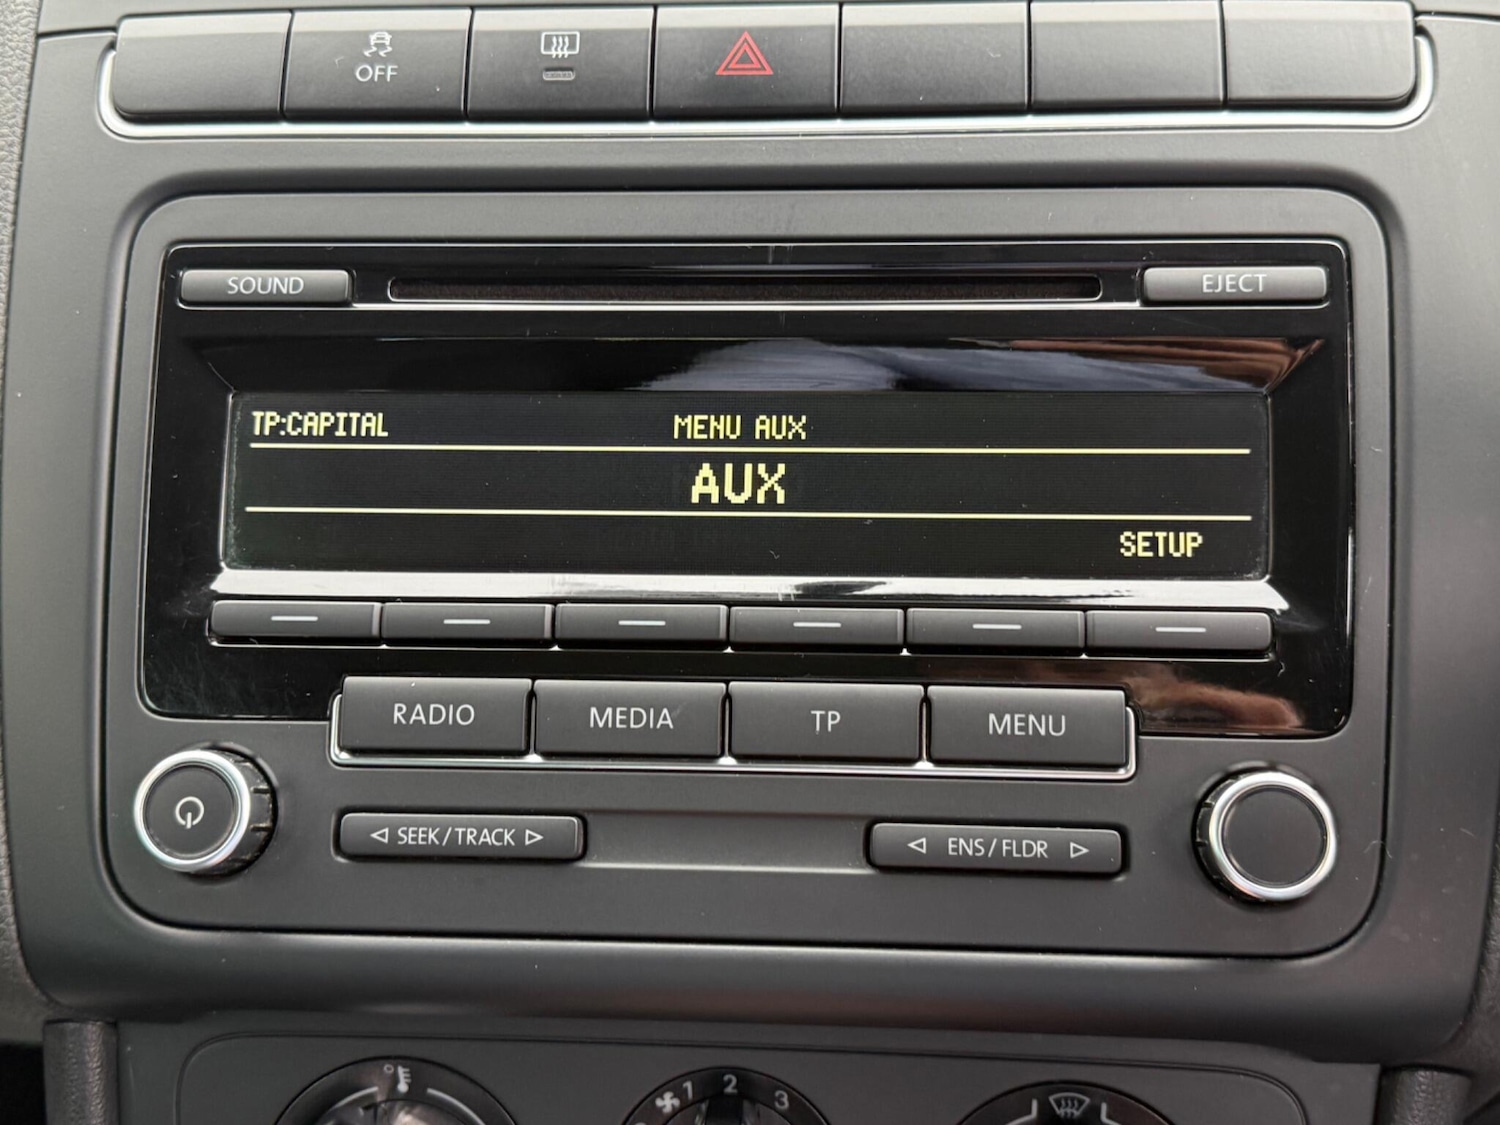 OFF
SOUND
EJECT
TP:CAPITAL
MENU AUX
AUX
SETUP
RADIO
MEDIA
TP
MENU
SEEK/TRACK
ENS/FLDR
1
2
3